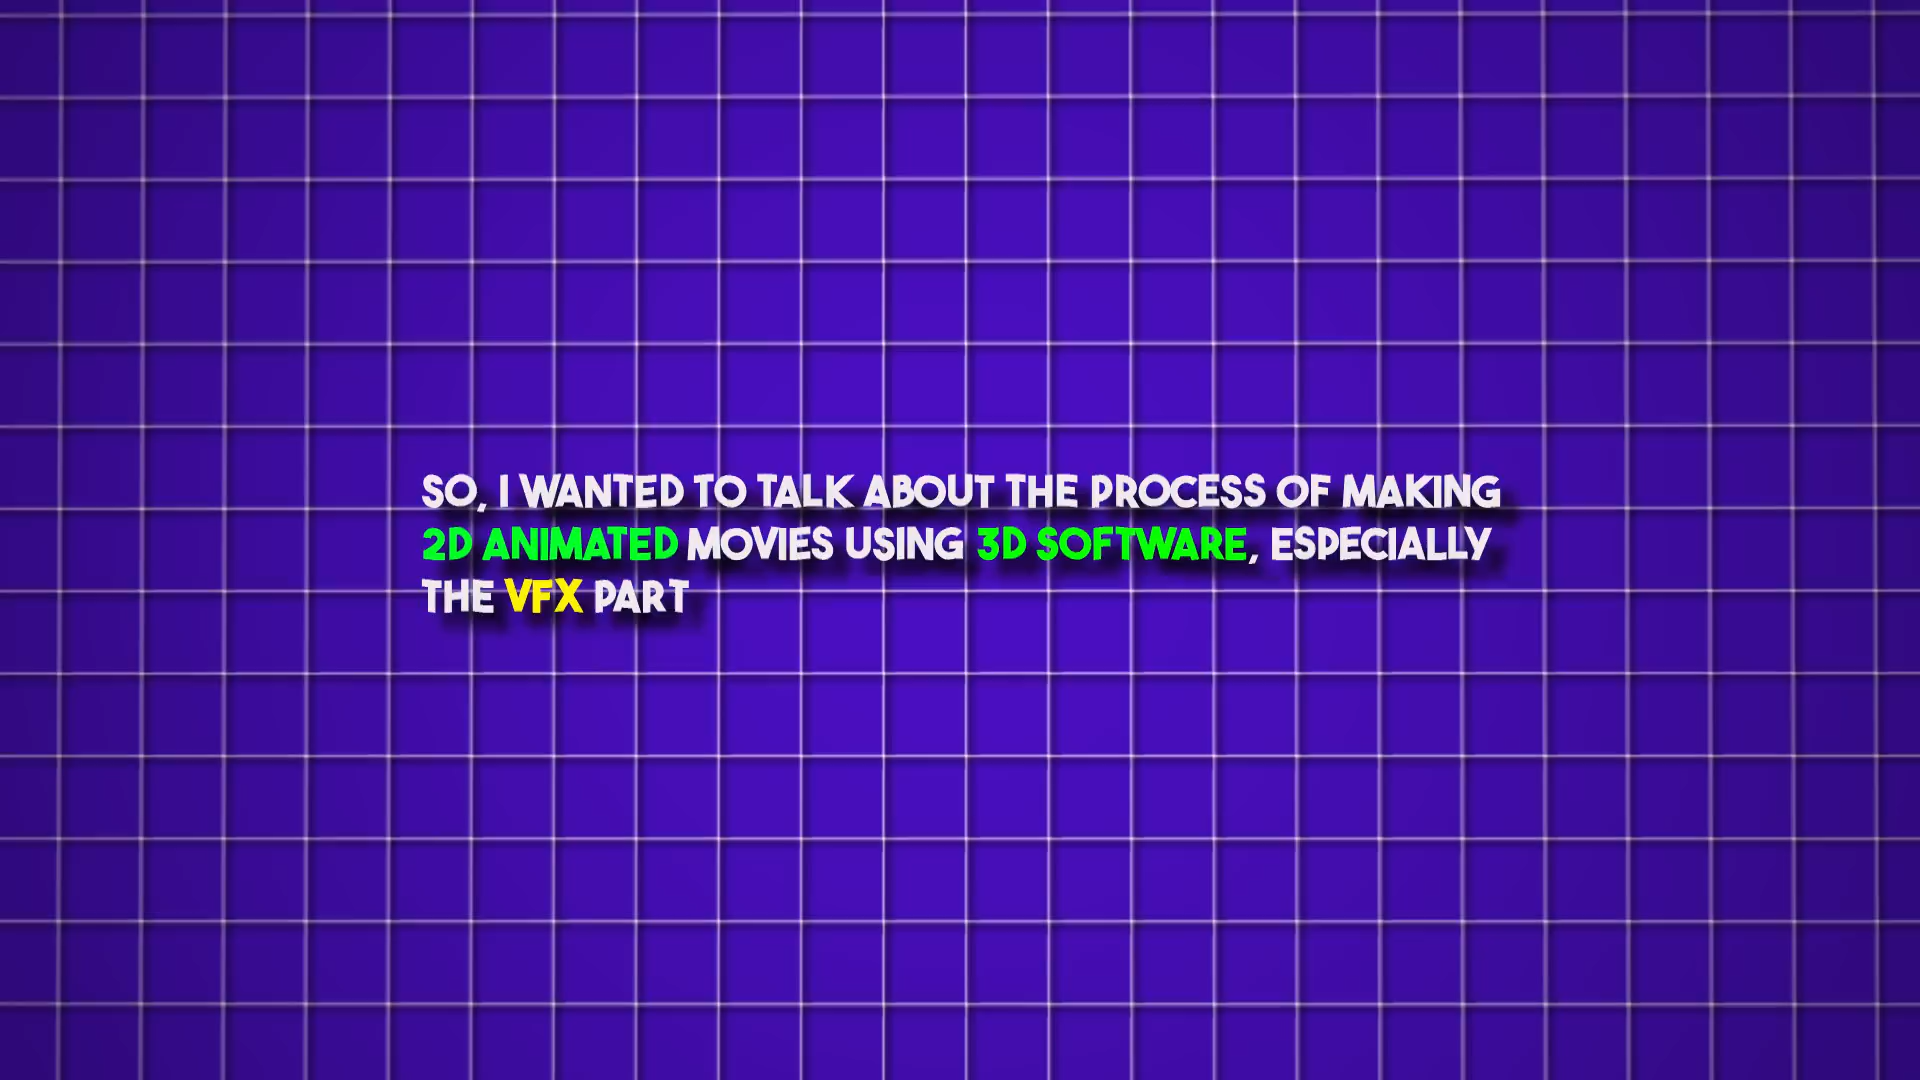 SO, I WANTED TO TALK ABOUT THE PROCESS OF MAKING
2D ANIMATED MOVIES USING 3D SOFTWARE, ESPECIALLY
THE VFX PART